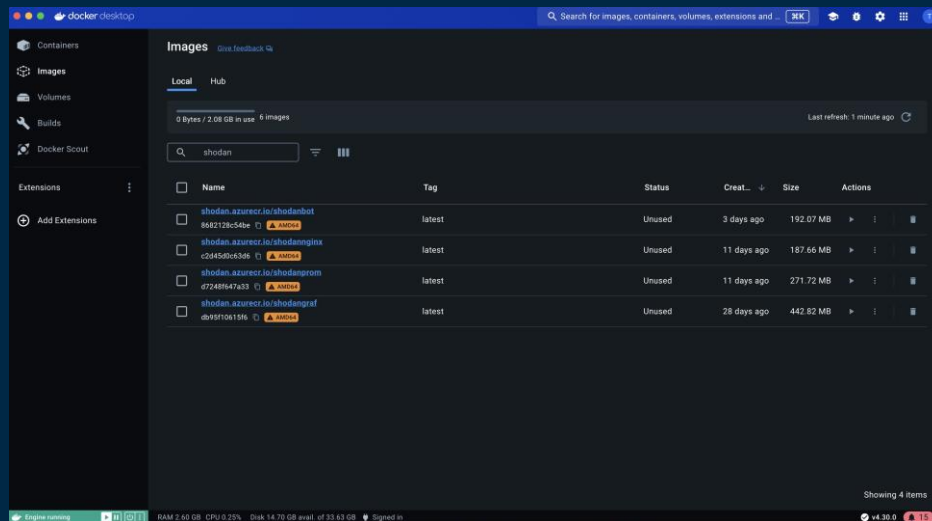 docker desktop
Search for images, containers, volumes, extensions and ... ⌘K
T
Containers
Images
Volumes
Builds
Docker Scout
Extensions
Add Extensions
Images Give feedback
Local Hub
0 Bytes / 2.08 GB in use 6 images
Last refresh: 1 minute ago
shodan
Name Tag Status Creat... Size Actions
shodan.azurecr.io/shodanbot
8682128c54be AMD64
latest Unused 3 days ago 192.07 MB
shodan.azurecr.io/shodannginx
c2d45d0c63d6 AMD64
latest Unused 11 days ago 187.66 MB
shodan.azurecr.io/shodanprom
d7248f647a33 AMD64
latest Unused 11 days ago 271.72 MB
shodan.azurecr.io/shodangraf
db95f10615f6 AMD64
latest Unused 28 days ago 442.82 MB
Showing 4 items
Engine running
RAM 2.60 GB CPU 0.25% Disk 14.70 GB avail. of 33.63 GB Signed in
v4.30.0
15